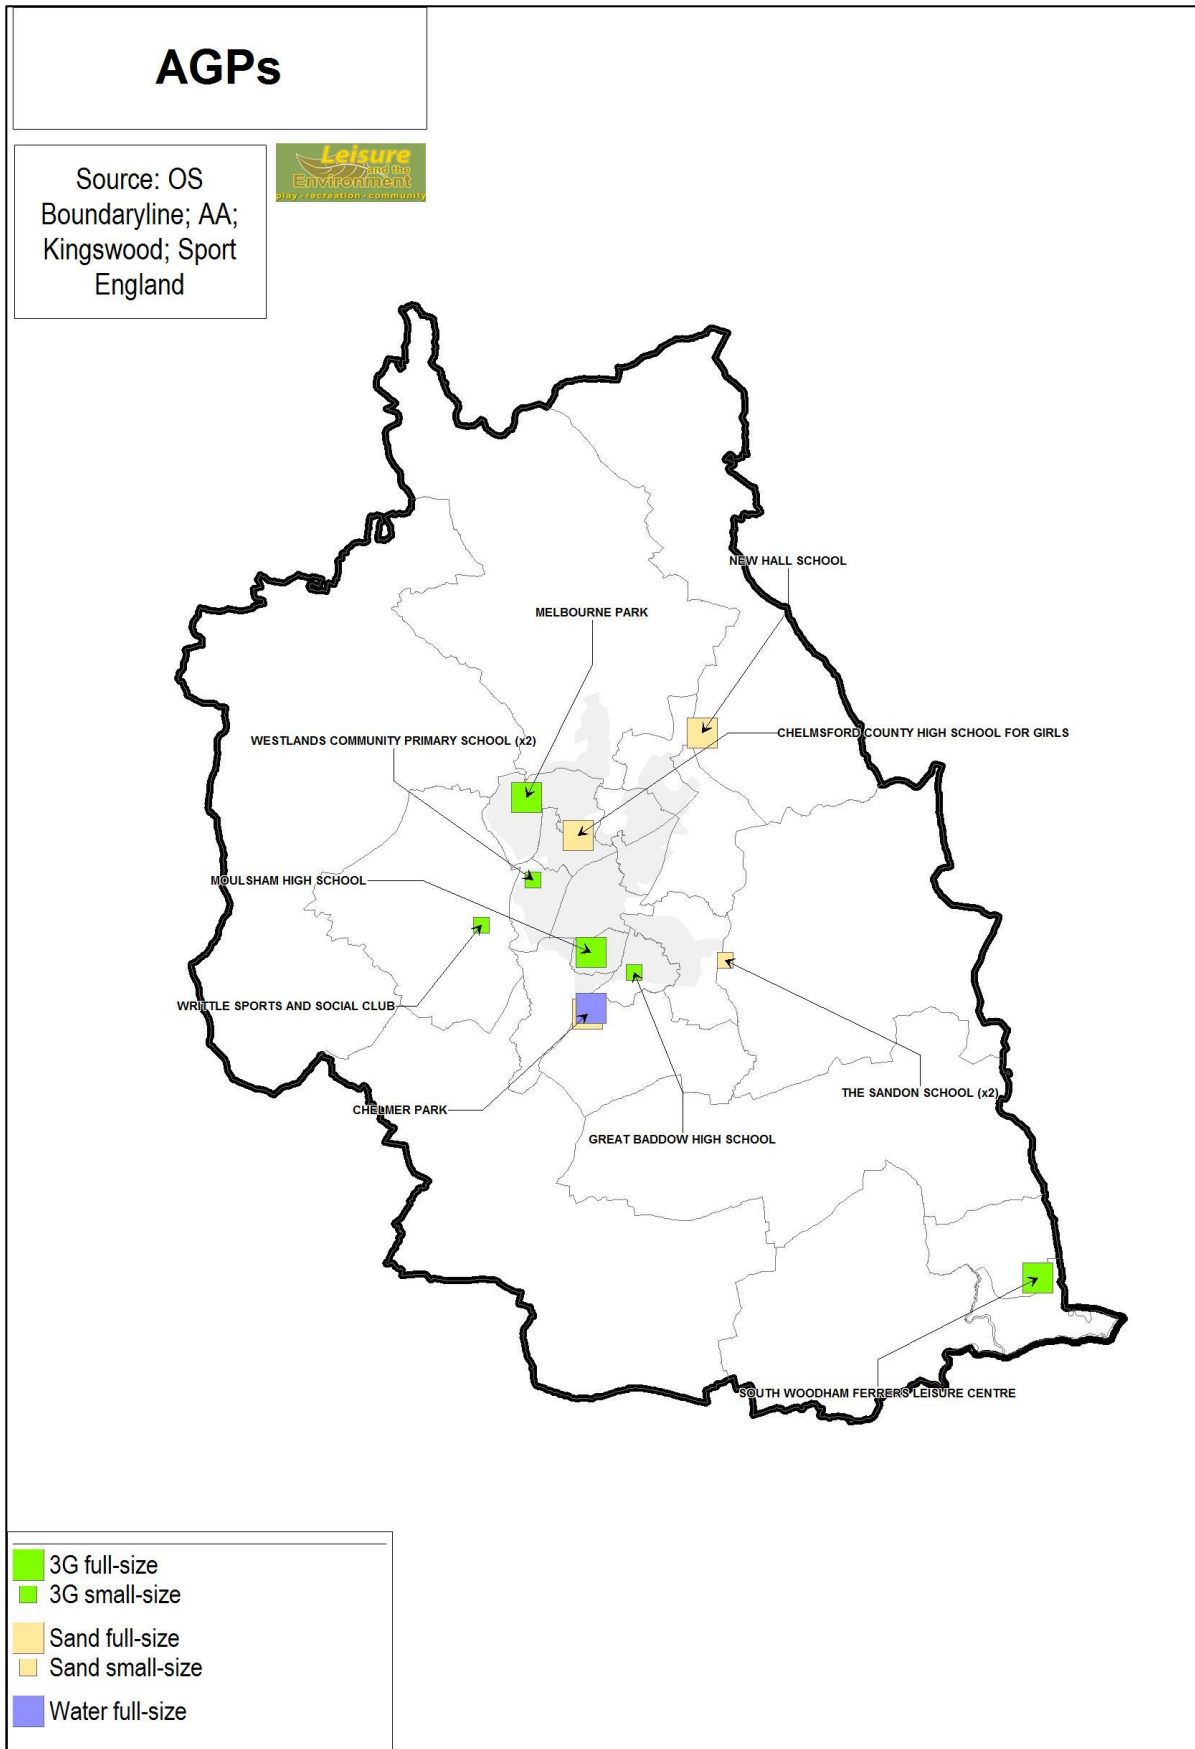 AGPs
Source: OS
Boundaryline; AA;
Kingswood; Sport
England
Leisure
and the
Environment
play - recreation - community
NEW HALL SCHOOL
MELBOURNE PARK
CHELMSFORD COUNTY HIGH SCHOOL FOR GIRLS
WESTLANDS COMMUNITY PRIMARY SCHOOL (x2)
MOULSHAM HIGH SCHOOL
WRITTLE SPORTS AND SOCIAL CLUB
THE SANDON SCHOOL (x2)
CHELMER PARK
GREAT BADDOW HIGH SCHOOL
SOUTH WOODHAM FERRERS LEISURE CENTRE
3G full-size
3G small-size
Sand full-size
Sand small-size
Water full-size